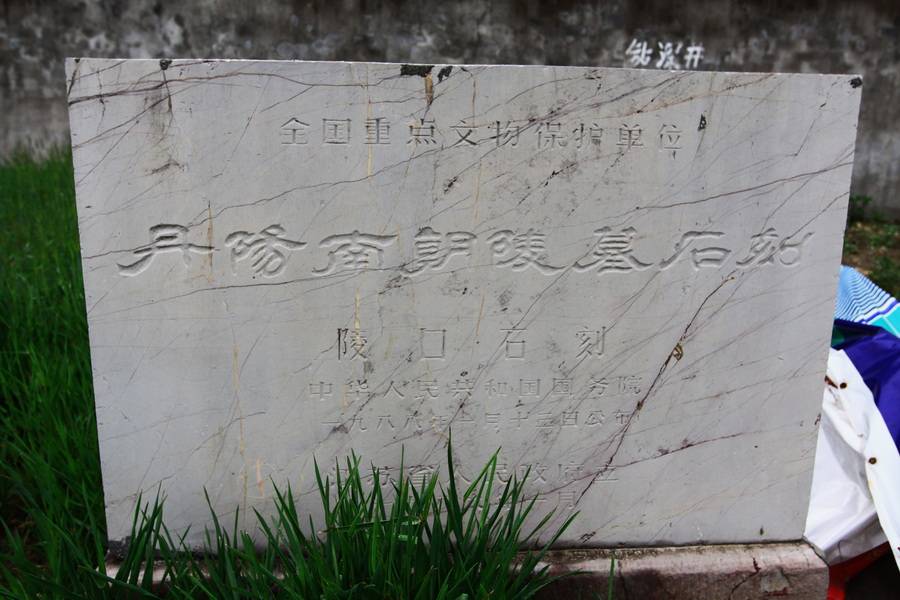 全国重点文物保护单位
丹阳南朝陵墓石刻
陵口石刻
中华人民共和国国务院
一九八八年一月十三日公布
江苏省人民政府立